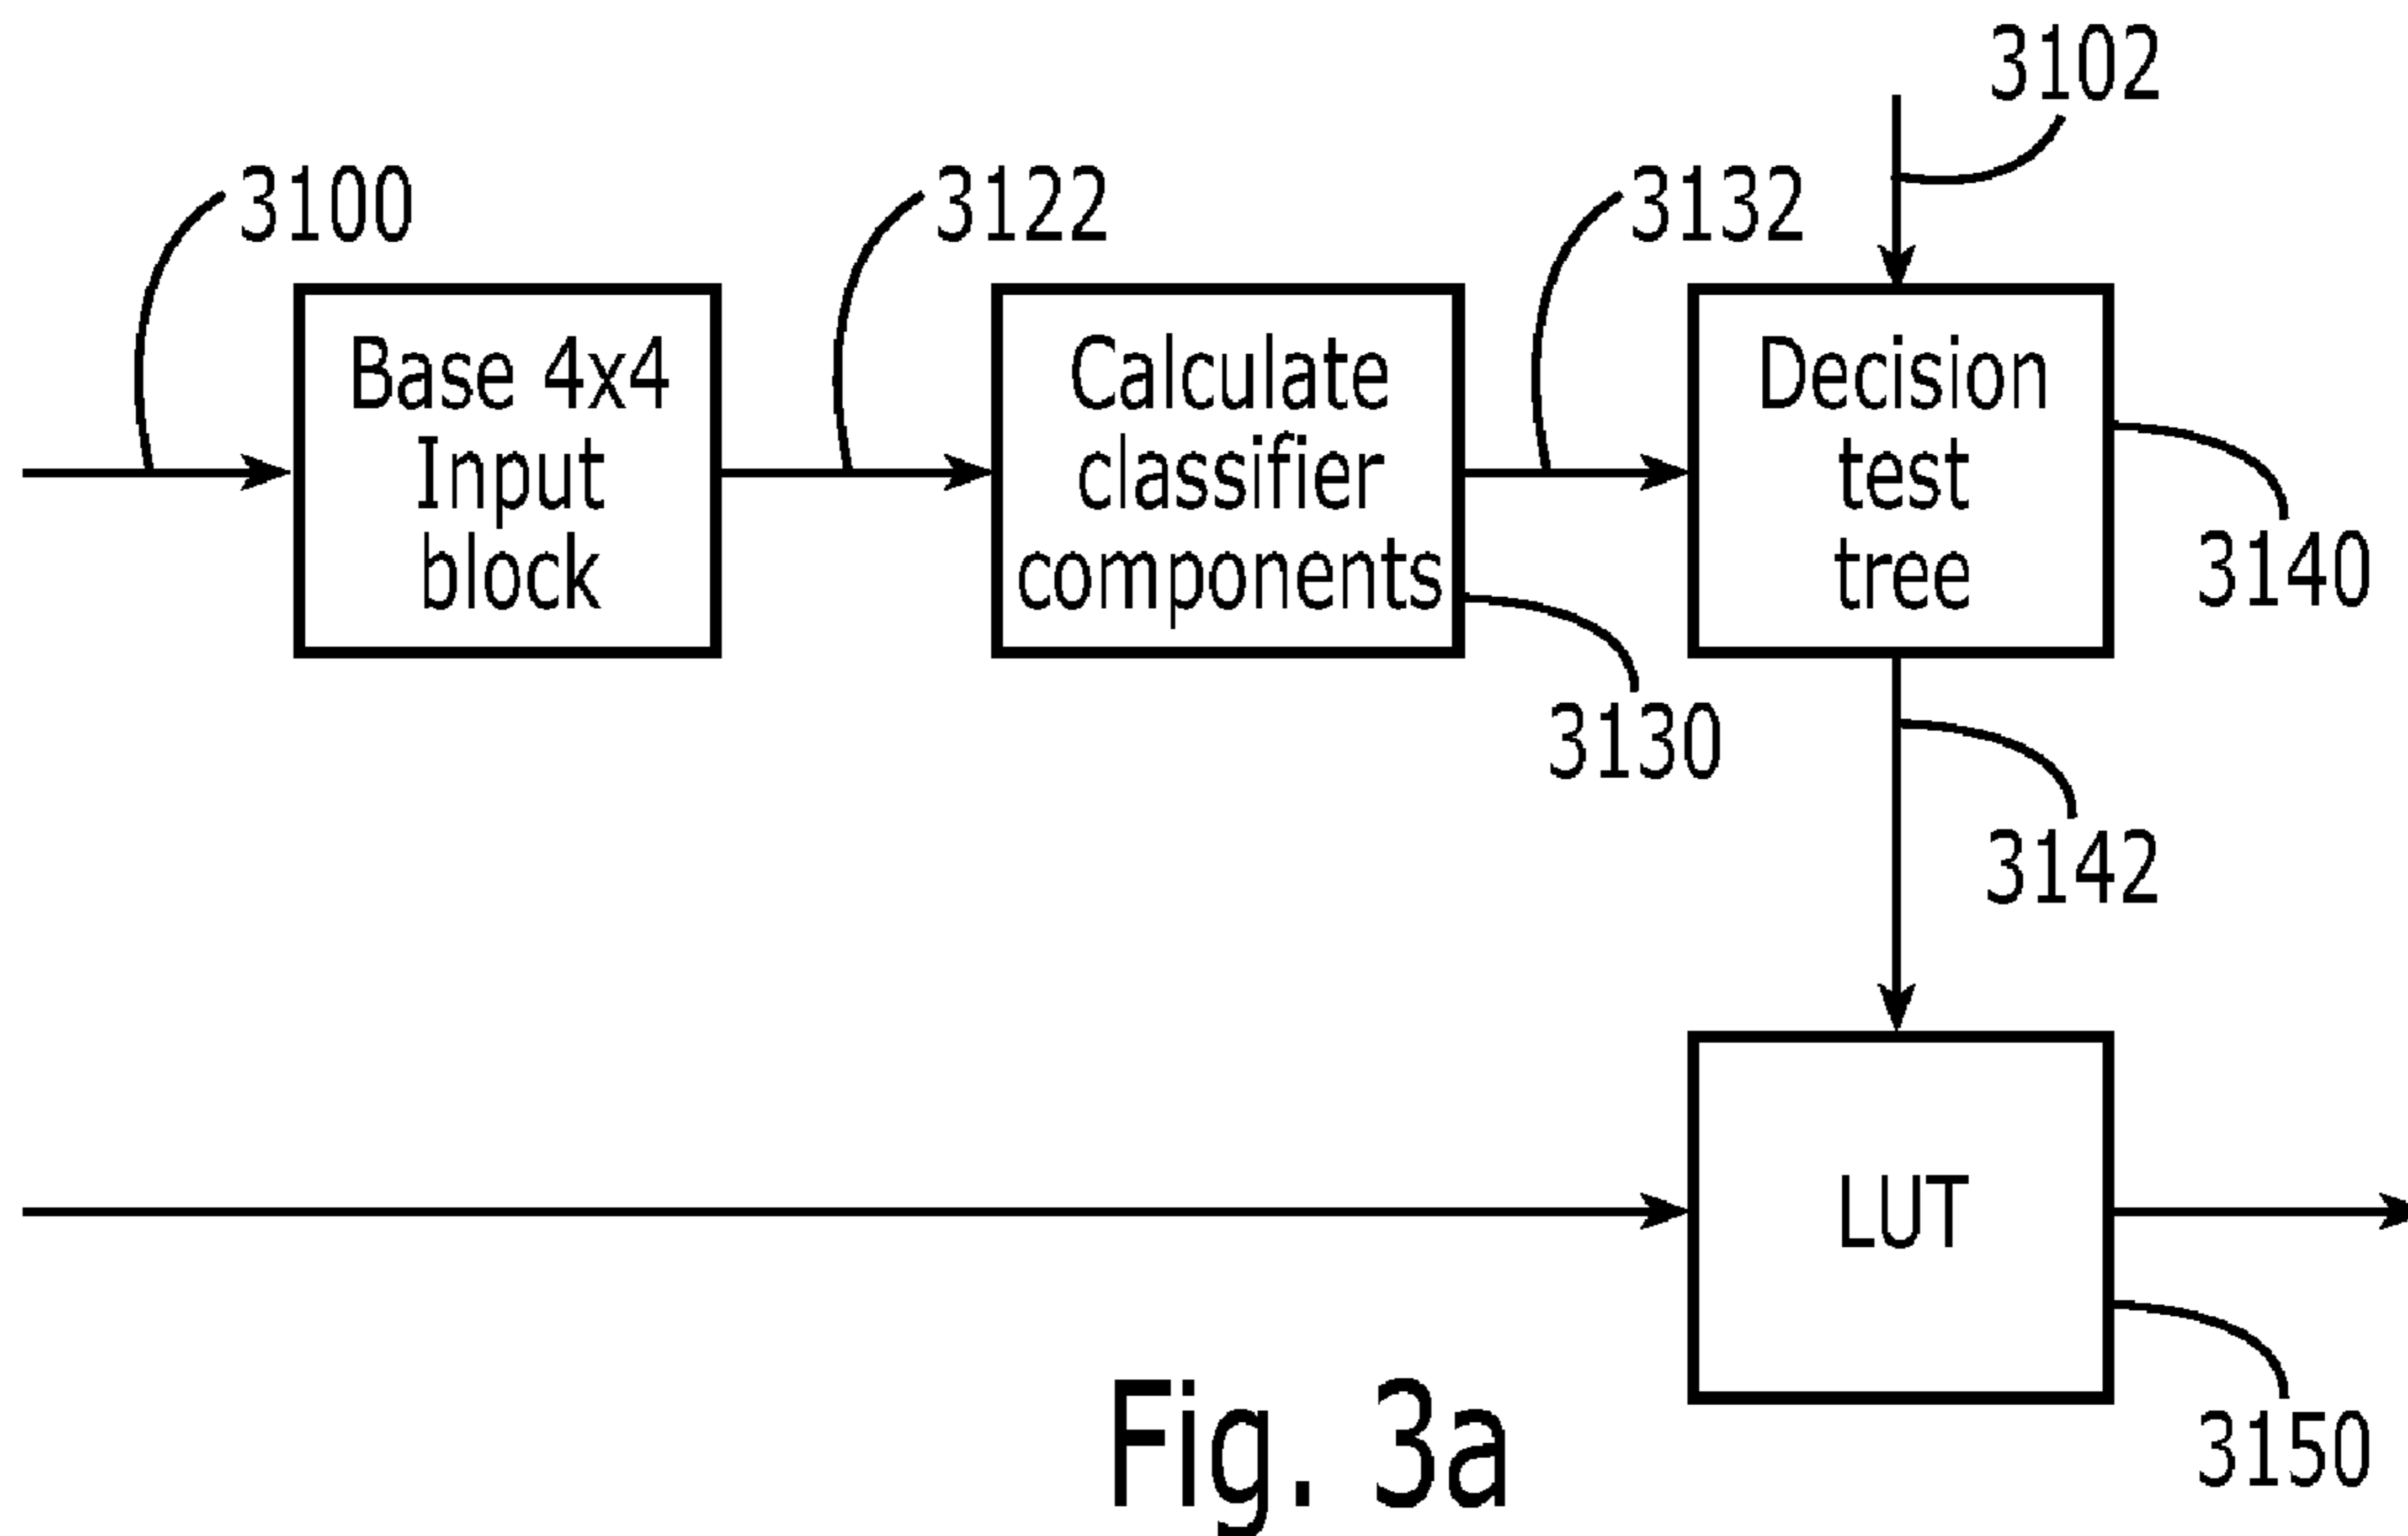 3102
3100
3122
3132
Base 4x4
Input
block
Calculate
classifier
components
Decision
test
tree
3140
3130
3142
LUT
3150
Fig. 3a